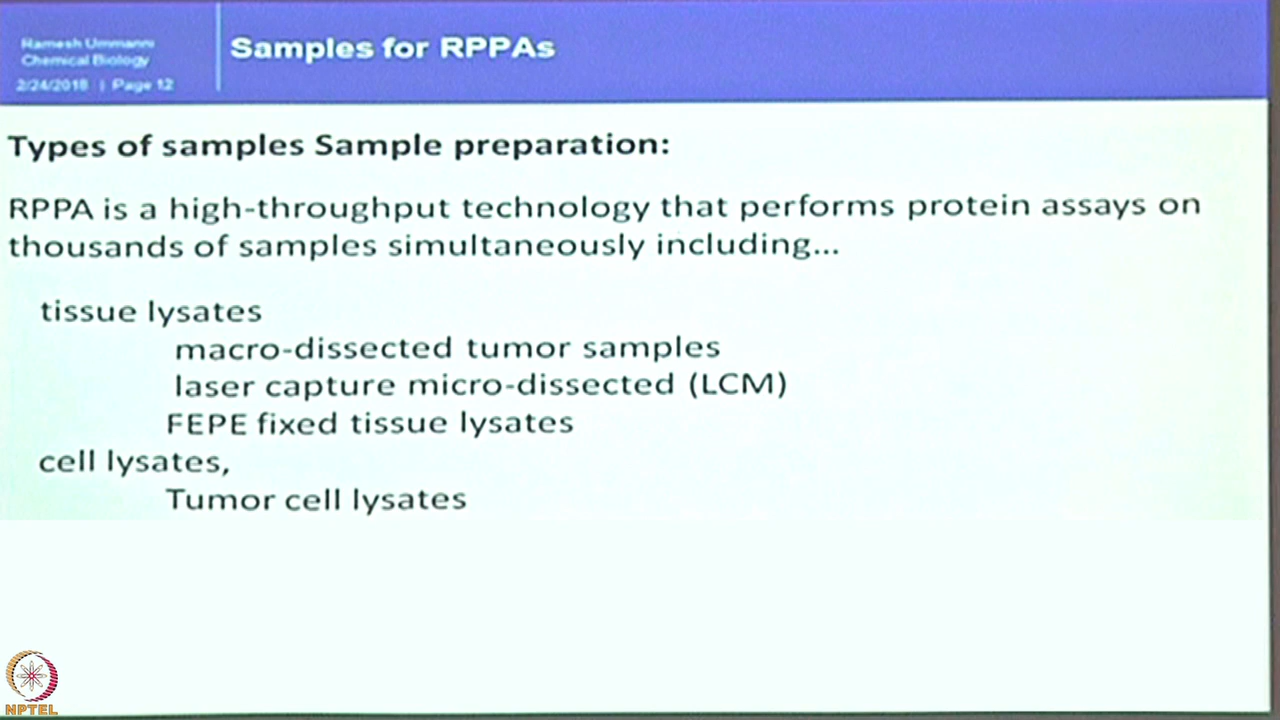 Ramesh Ummanni
Chemical Biology
2/24/2018 | Page 12
Samples for RPPAs
Types of samples Sample preparation:
RPPA is a high-throughput technology that performs protein assays on
thousands of samples simultaneously including...
tissue lysates
macro-dissected tumor samples
laser capture micro-dissected (LCM)
FEPE fixed tissue lysates
cell lysates,
Tumor cell lysates
NPTEL